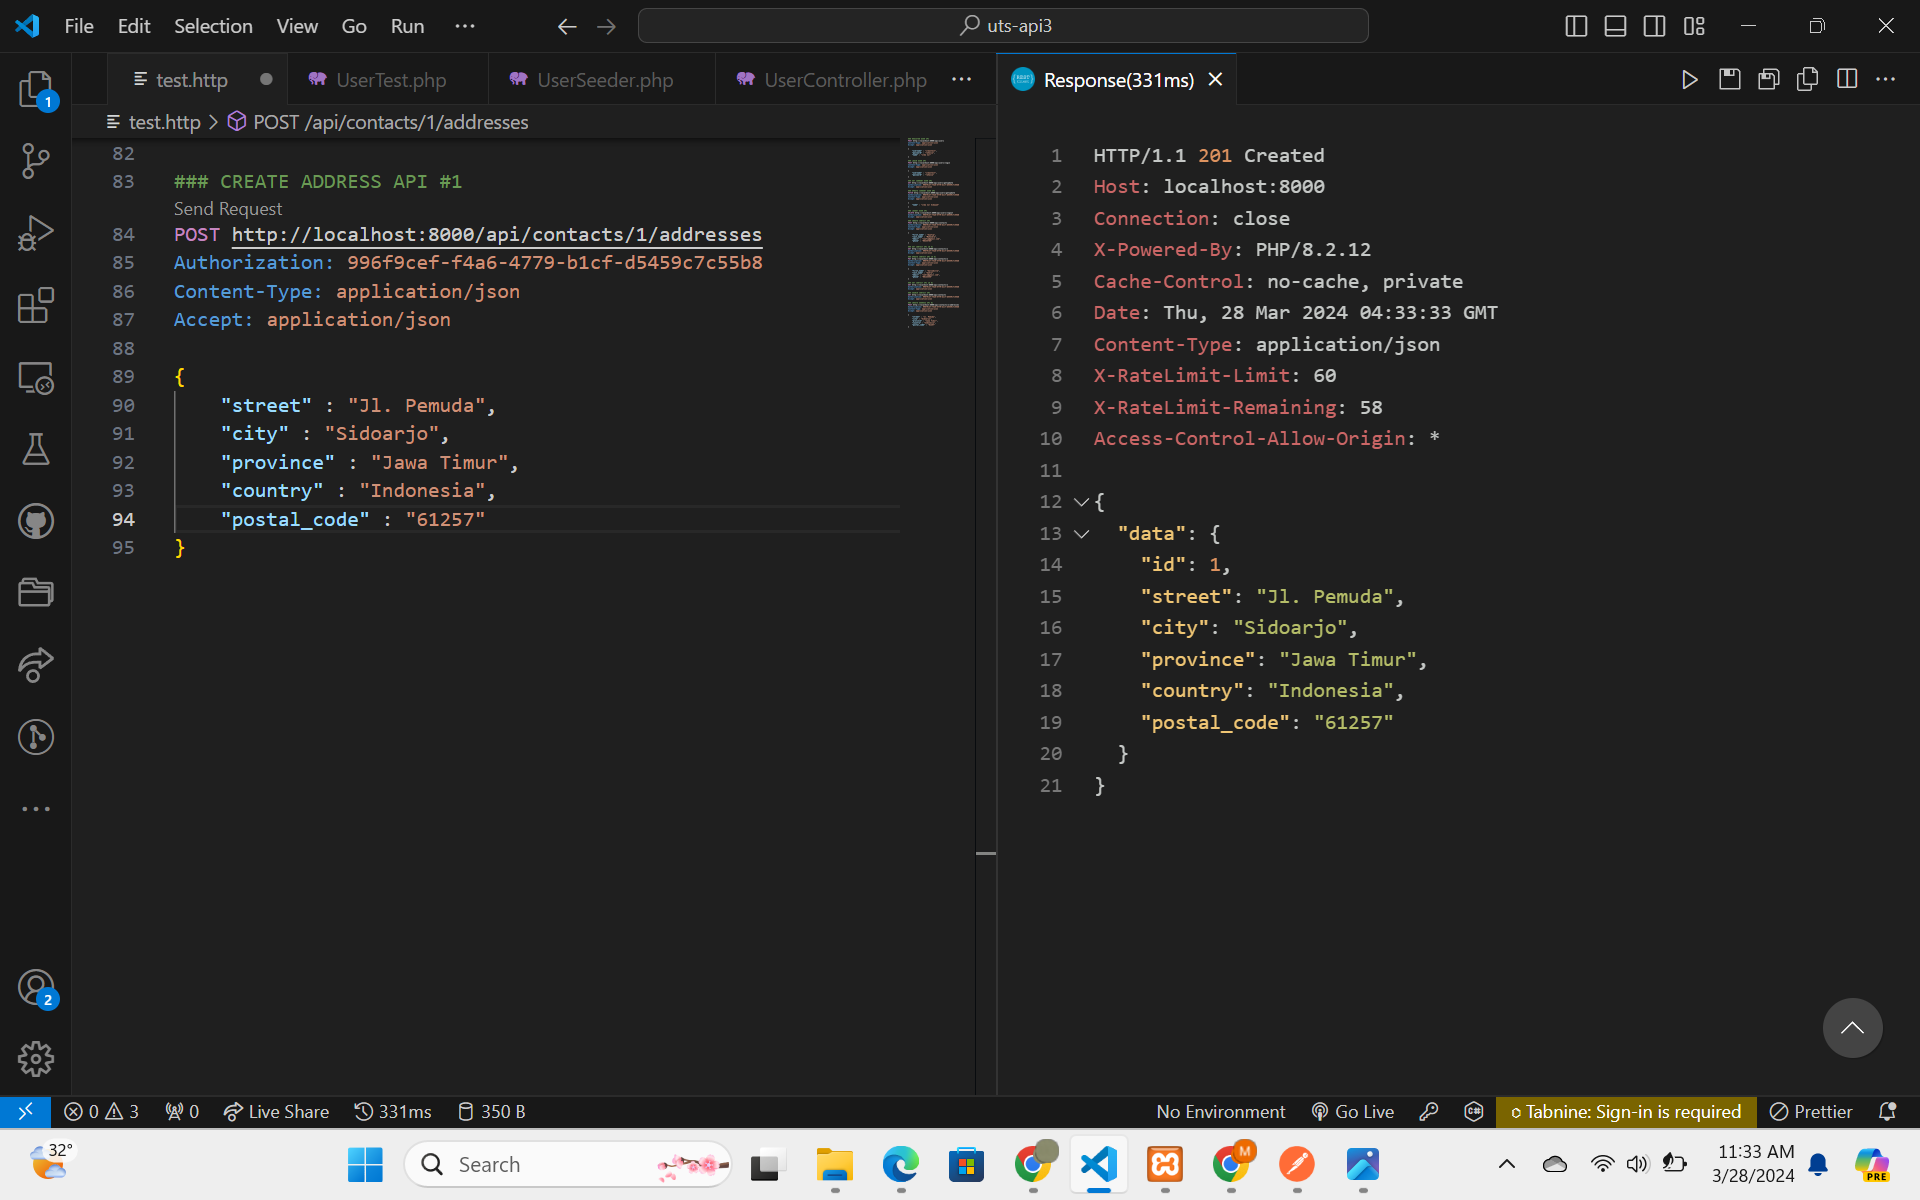 File Edit Selection View Go Run ··· uts-api3
test.http UserTest.php UserSeeder.php UserController.php ···
Response(331ms)
test.http > POST /api/contacts/1/addresses
1
82
83 ### CREATE ADDRESS API #1
Send Request
84 POST http://localhost:8000/api/contacts/1/addresses
85 Authorization: 996f9cef-f4a6-4779-b1cf-d5459c7c55b8
86 Content-Type: application/json
87 Accept: application/json
88
89 {
90 "street" : "Jl. Pemuda",
91 "city" : "Sidoarjo",
92 "province" : "Jawa Timur",
93 "country" : "Indonesia",
94 "postal_code" : "61257"
95 }
1 HTTP/1.1 201 Created
2 Host: localhost:8000
3 Connection: close
4 X-Powered-By: PHP/8.2.12
5 Cache-Control: no-cache, private
6 Date: Thu, 28 Mar 2024 04:33:33 GMT
7 Content-Type: application/json
8 X-RateLimit-Limit: 60
9 X-RateLimit-Remaining: 58
10 Access-Control-Allow-Origin: *
11
12 {
13 "data": {
14 "id": 1,
15 "street": "Jl. Pemuda",
16 "city": "Sidoarjo",
17 "province": "Jawa Timur",
18 "country": "Indonesia",
19 "postal_code": "61257"
20 }
21 }
2
0 3 0 Live Share 331ms 350 B No Environment Go Live C# Tabnine: Sign-in is required Prettier
32° Search M 11:33 AM
3/28/2024
PRE